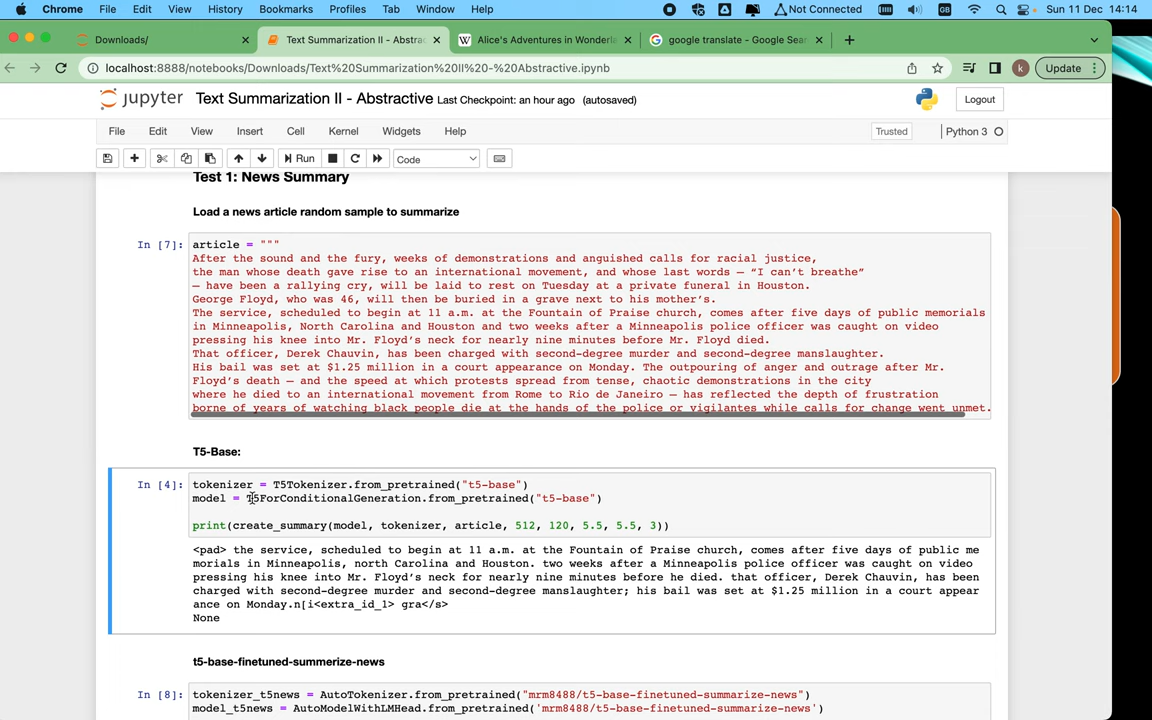 Chrome File Edit View History Bookmarks Profiles Tab Window Help Not Connected GB Sun 11 Dec 14:14
Downloads/ Text Summarization II - Abstrac Alice's Adventures in Wonderla google translate - Google Sear
localhost:8888/notebooks/Downloads/Text%20Summarization%20II%20-%20Abstractive.ipynb k Update
jupyter Text Summarization II - Abstractive Last Checkpoint: an hour ago (autosaved) Logout
File Edit View Insert Cell Kernel Widgets Help Trusted Python 3
Run Code
Test 1: News Summary
Load a news article random sample to summarize
In [7]: article = """
After the sound and the fury, weeks of demonstrations and anguished calls for racial justice,
the man whose death gave rise to an international movement, and whose last words — “I can’t breathe”
— have been a rallying cry, will be laid to rest on Tuesday at a private funeral in Houston.
George Floyd, who was 46, will then be buried in a grave next to his mother’s.
The service, scheduled to begin at 11 a.m. at the Fountain of Praise church, comes after five days of public memorials
in Minneapolis, North Carolina and Houston and two weeks after a Minneapolis police officer was caught on video
pressing his knee into Mr. Floyd’s neck for nearly nine minutes before Mr. Floyd died.
That officer, Derek Chauvin, has been charged with second-degree murder and second-degree manslaughter.
His bail was set at $1.25 million in a court appearance on Monday. The outpouring of anger and outrage after Mr.
Floyd’s death — and the speed at which protests spread from tense, chaotic demonstrations in the city
where he died to an international movement from Rome to Rio de Janeiro — has reflected the depth of frustration
borne of years of watching black people die at the hands of the police or vigilantes while calls for change went unmet.
T5-Base:
In [4]: tokenizer = T5Tokenizer.from_pretrained("t5-base")
model = T5ForConditionalGeneration.from_pretrained("t5-base")
print(create_summary(model, tokenizer, article, 512, 120, 5.5, 5.5, 3))
<pad> the service, scheduled to begin at 11 a.m. at the Fountain of Praise church, comes after five days of public me
morials in Minneapolis, north Carolina and Houston. two weeks after a Minneapolis police officer was caught on video
pressing his knee into Mr. Floyd’s neck for nearly nine minutes before he died. that officer, Derek Chauvin, has been
charged with second-degree murder and second-degree manslaughter; his bail was set at $1.25 million in a court appear
ance on Monday.n[i<extra_id_1> gra</s>
None
t5-base-finetuned-summerize-news
In [8]: tokenizer_t5news = AutoTokenizer.from_pretrained("mrm8488/t5-base-finetuned-summarize-news")
model_t5news = AutoModelWithLMHead.from_pretrained('mrm8488/t5-base-finetuned-summarize-news')